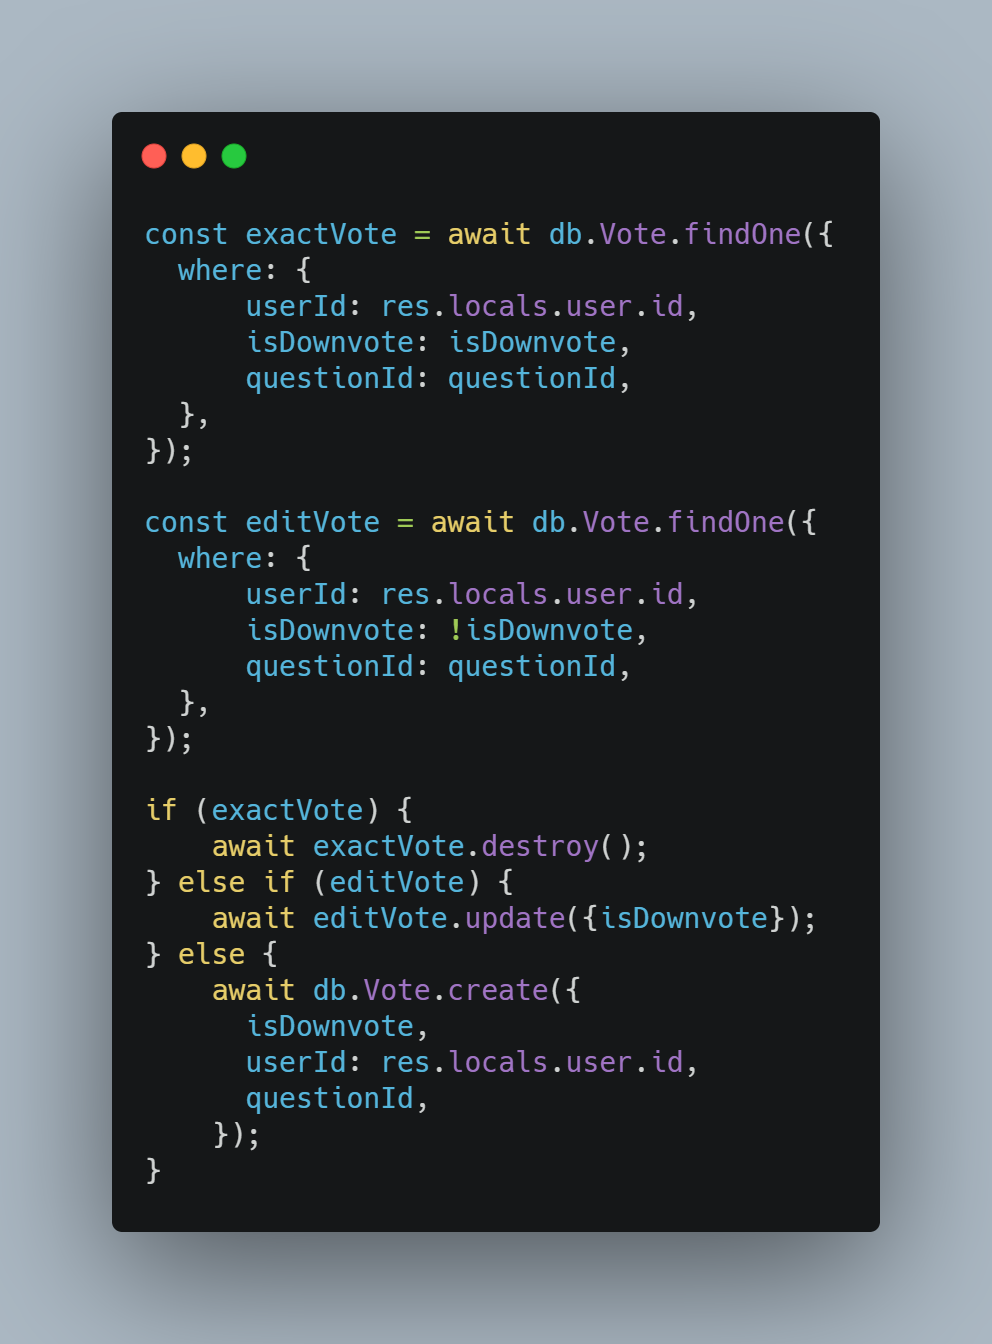 const exactVote = await db.Vote.findOne({
  where: {
      userId: res.locals.user.id,
      isDownvote: isDownvote,
      questionId: questionId,
  },
});

const editVote = await db.Vote.findOne({
  where: {
      userId: res.locals.user.id,
      isDownvote: !isDownvote,
      questionId: questionId,
  },
});

if (exactVote) {
    await exactVote.destroy();
} else if (editVote) {
    await editVote.update({isDownvote});
} else {
    await db.Vote.create({
      isDownvote,
      userId: res.locals.user.id,
      questionId,
    });
}